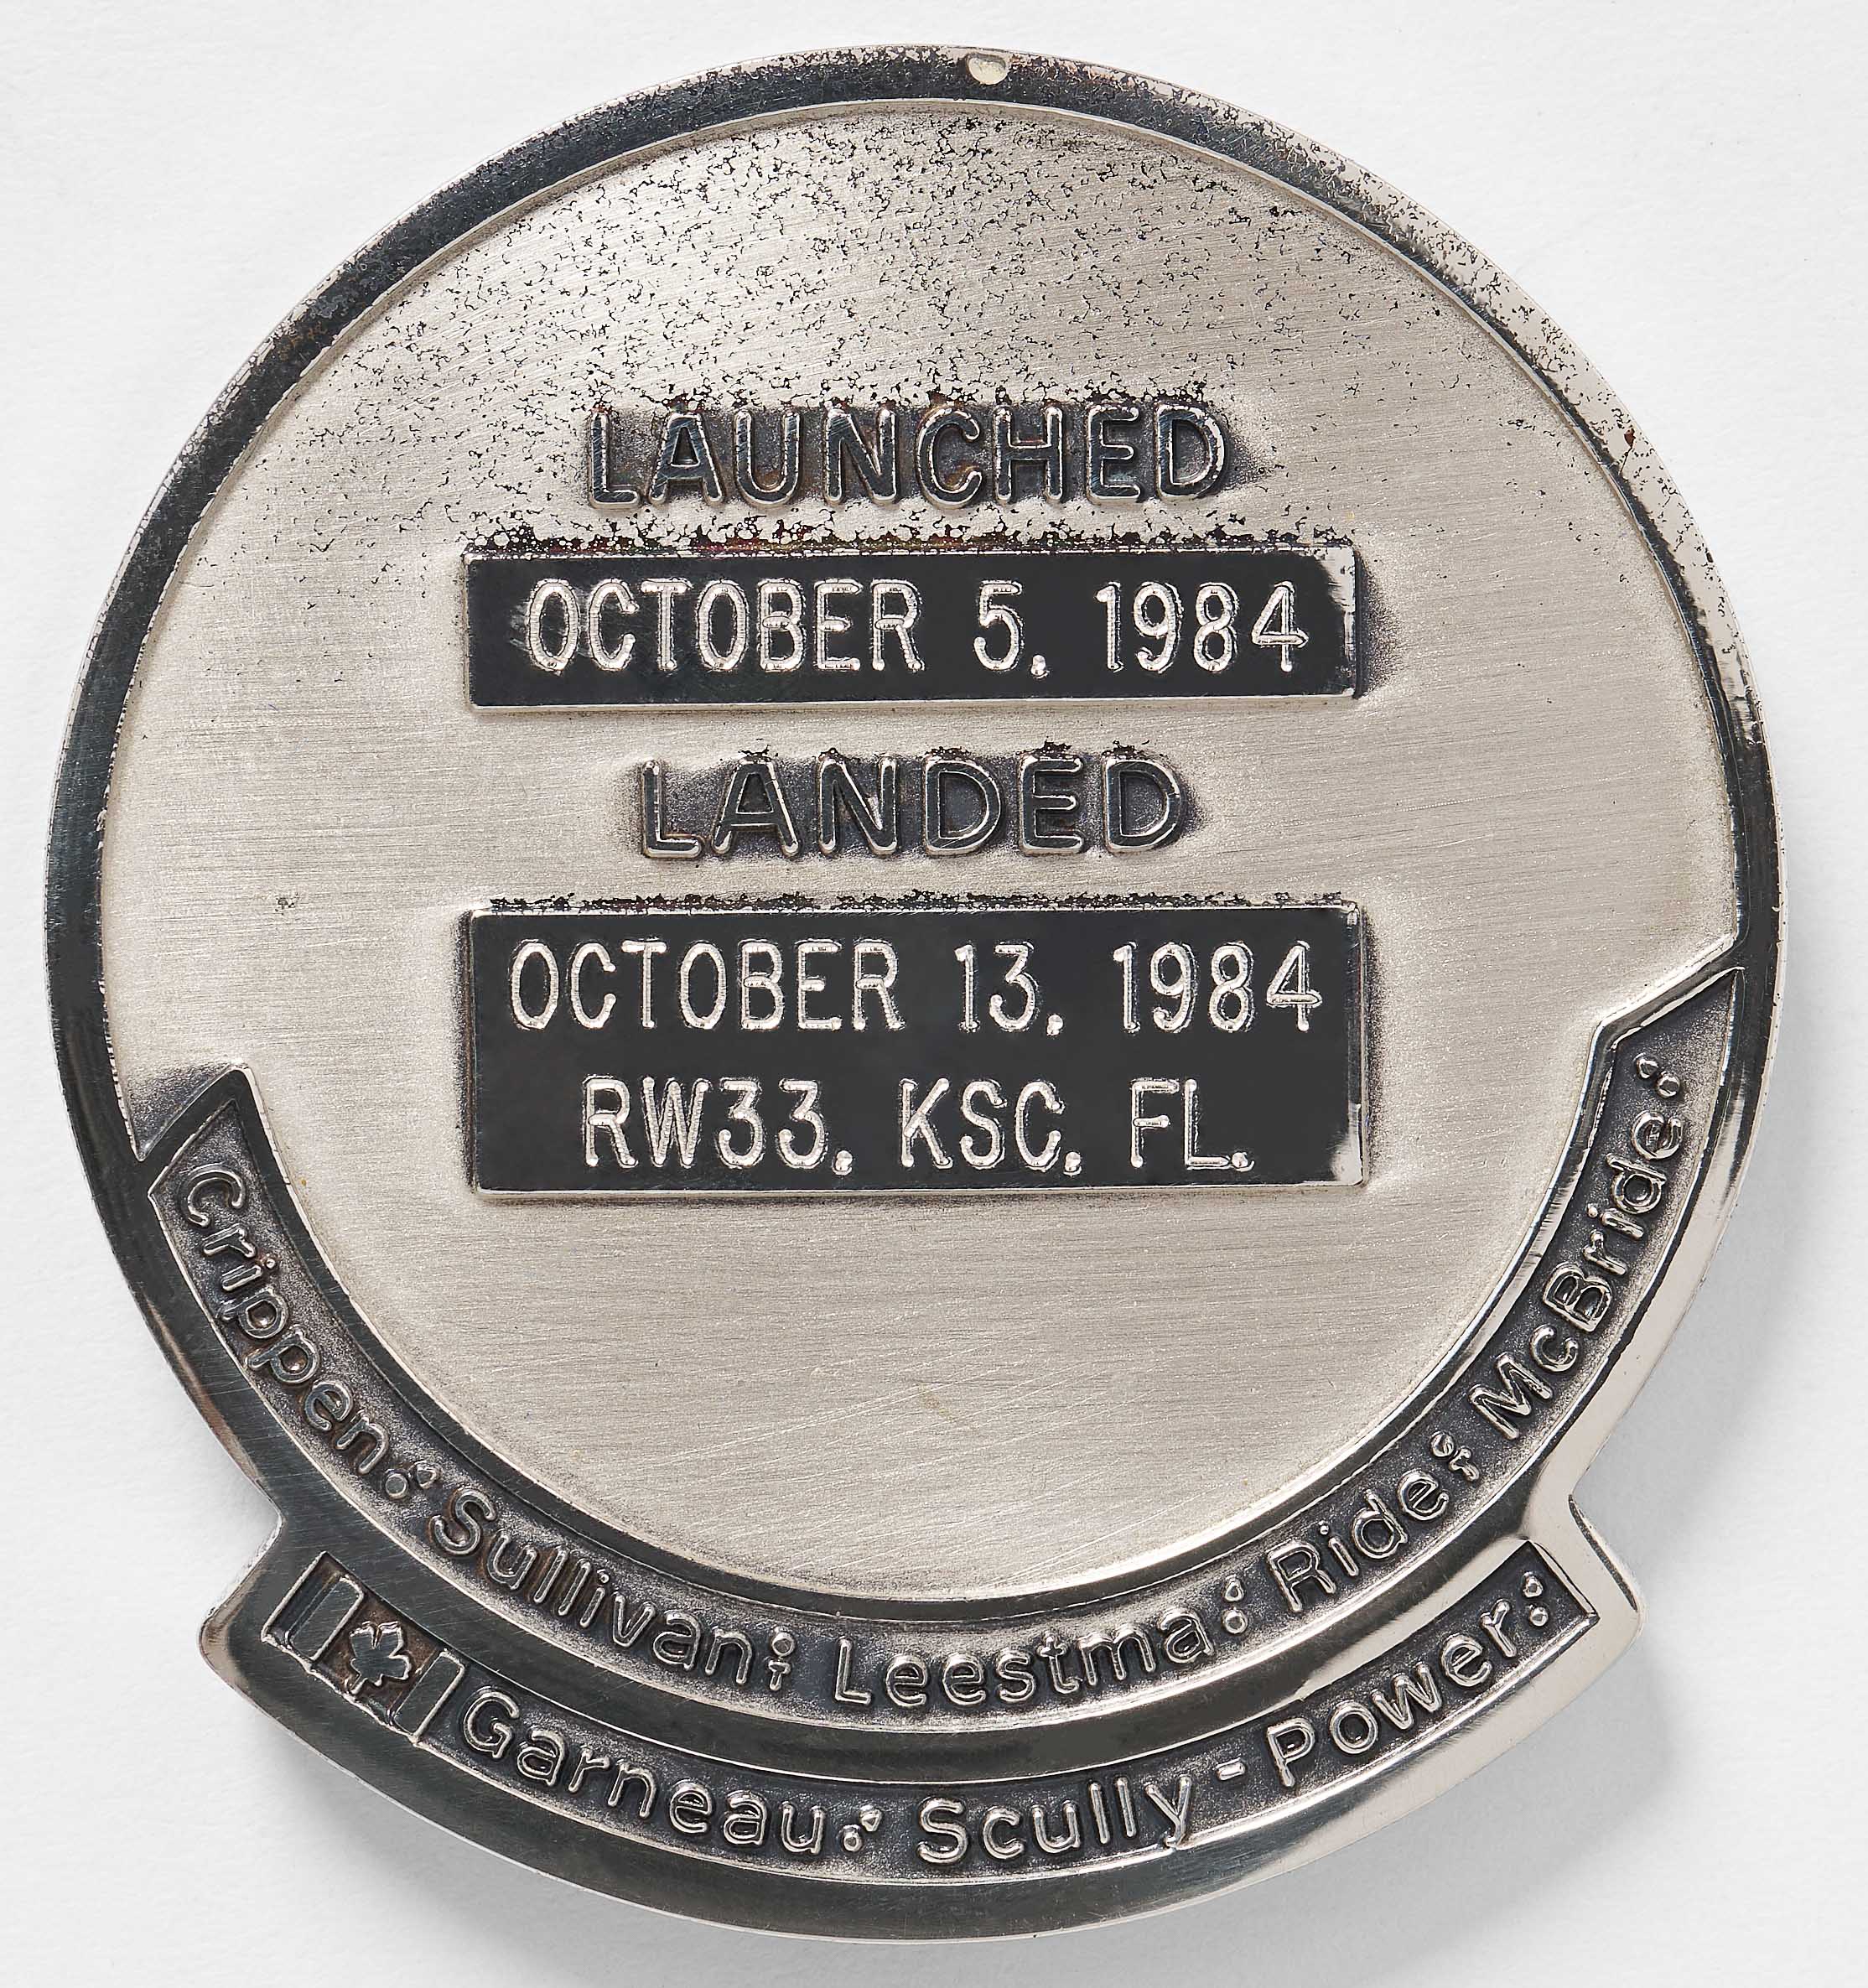 LAUNCHED
OCTOBER 5, 1984
LANDED
OCTOBER 13, 1984
RW33, KSC, FL.
Crippen Sullivan Leestma Ride McBride
Garneau Scully-Power